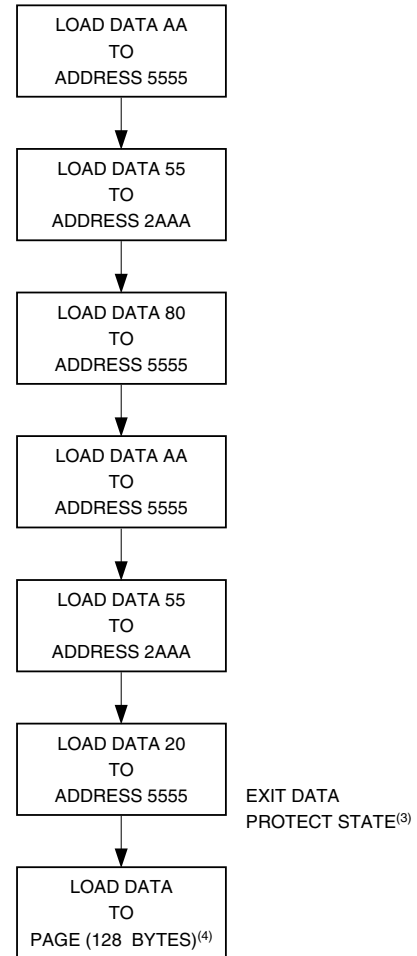 LOAD DATA AA
TO
ADDRESS 5555
LOAD DATA 55
TO
ADDRESS 2AAA
LOAD DATA 80
TO
ADDRESS 5555
LOAD DATA AA
TO
ADDRESS 5555
LOAD DATA 55
TO
ADDRESS 2AAA
LOAD DATA 20
TO
ADDRESS 5555
EXIT DATA
PROTECT STATE(3)
LOAD DATA
TO
PAGE (128 BYTES)(4)